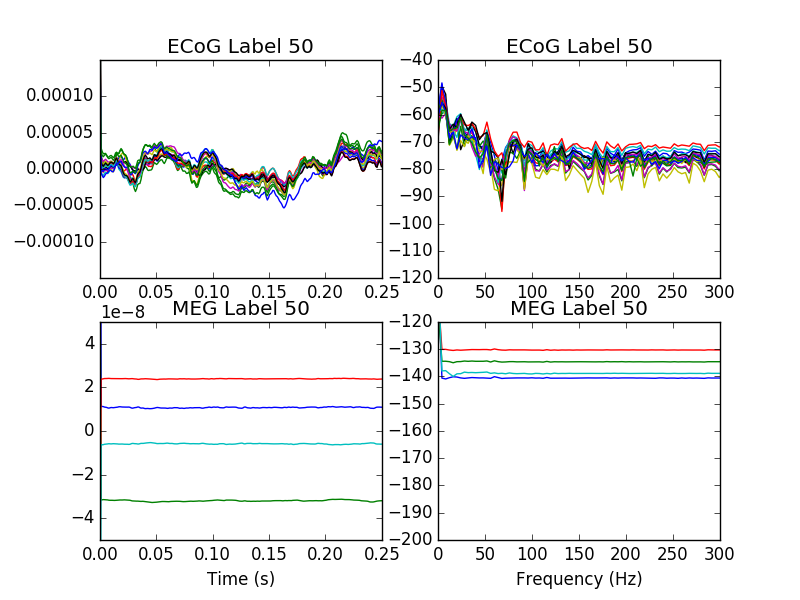 ECoG Label 50
0.00010
0.00005
0.00000
−0.00005
−0.00010
0.00 0.05 0.10 0.15 0.20 0.25
ECoG Label 50
−40
−50
−60
−70
−80
−90
−100
−110
−120
0 50 100 150 200 250 300
MEG Label 50
1e−8
4
2
0
−2
−4
0.00 0.05 0.10 0.15 0.20 0.25
Time (s)
MEG Label 50
−120
−130
−140
−150
−160
−170
−180
−190
−200
0 50 100 150 200 250 300
Frequency (Hz)